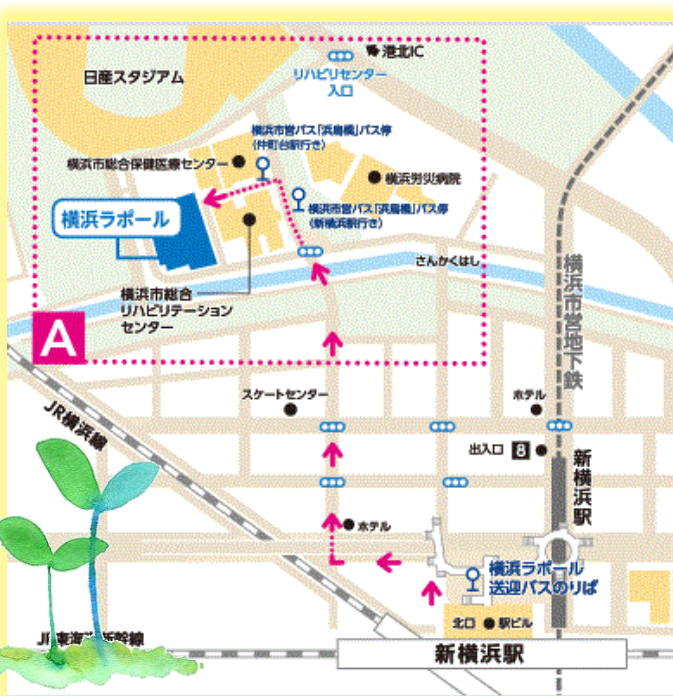 日産スタジアム
港北IC
リハビリセンター
入口
横浜市営バス「浜鳥橋」バス停
(仲町台駅行き)
横浜市総合保健医療センター
横浜労災病院
横浜市営バス「浜鳥橋」バス停
(新横浜駅行き)
横浜ラポール
さんかくはし
横浜市総合
リハビリテーション
センター
A
横浜市営地下鉄
JR横浜線
スケートセンター
ホテル
出入口 8
新横浜駅
ホテル
横浜ラポール
送迎バスのりば
北口
駅ビル
JR東海
新幹線
新横浜駅